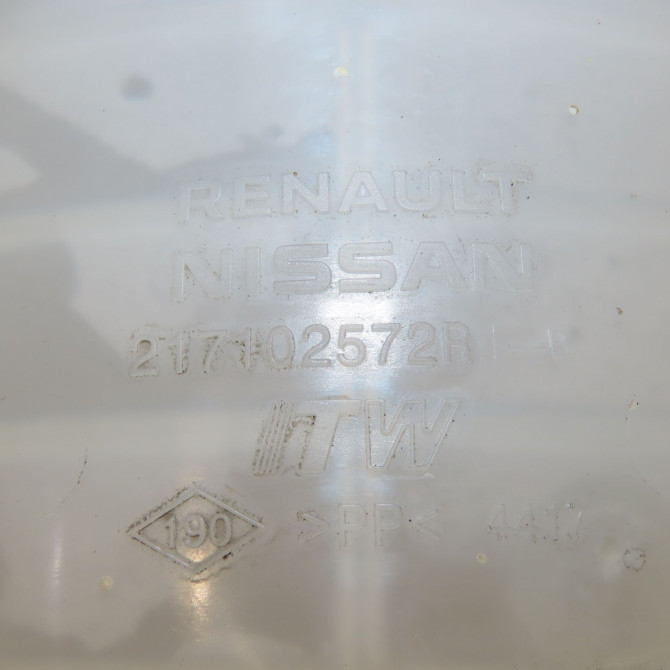 RENAULT
NISSAN
217102572R
ITW
190 >PP<